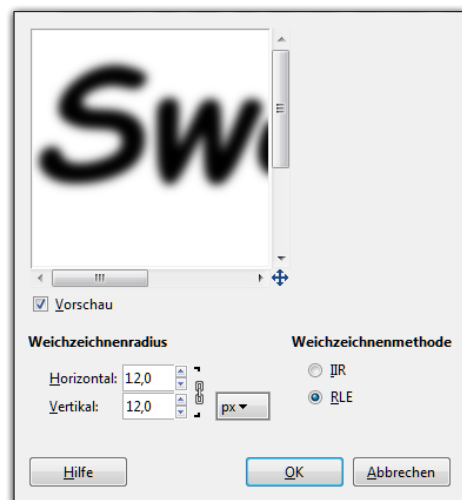 Swe
Vorschau
Weichzeichnenradius
Horizontal: 12,0
Vertikal: 12,0 px
Weichzeichnenmethode
IIR
RLE
Hilfe OK Abbrechen